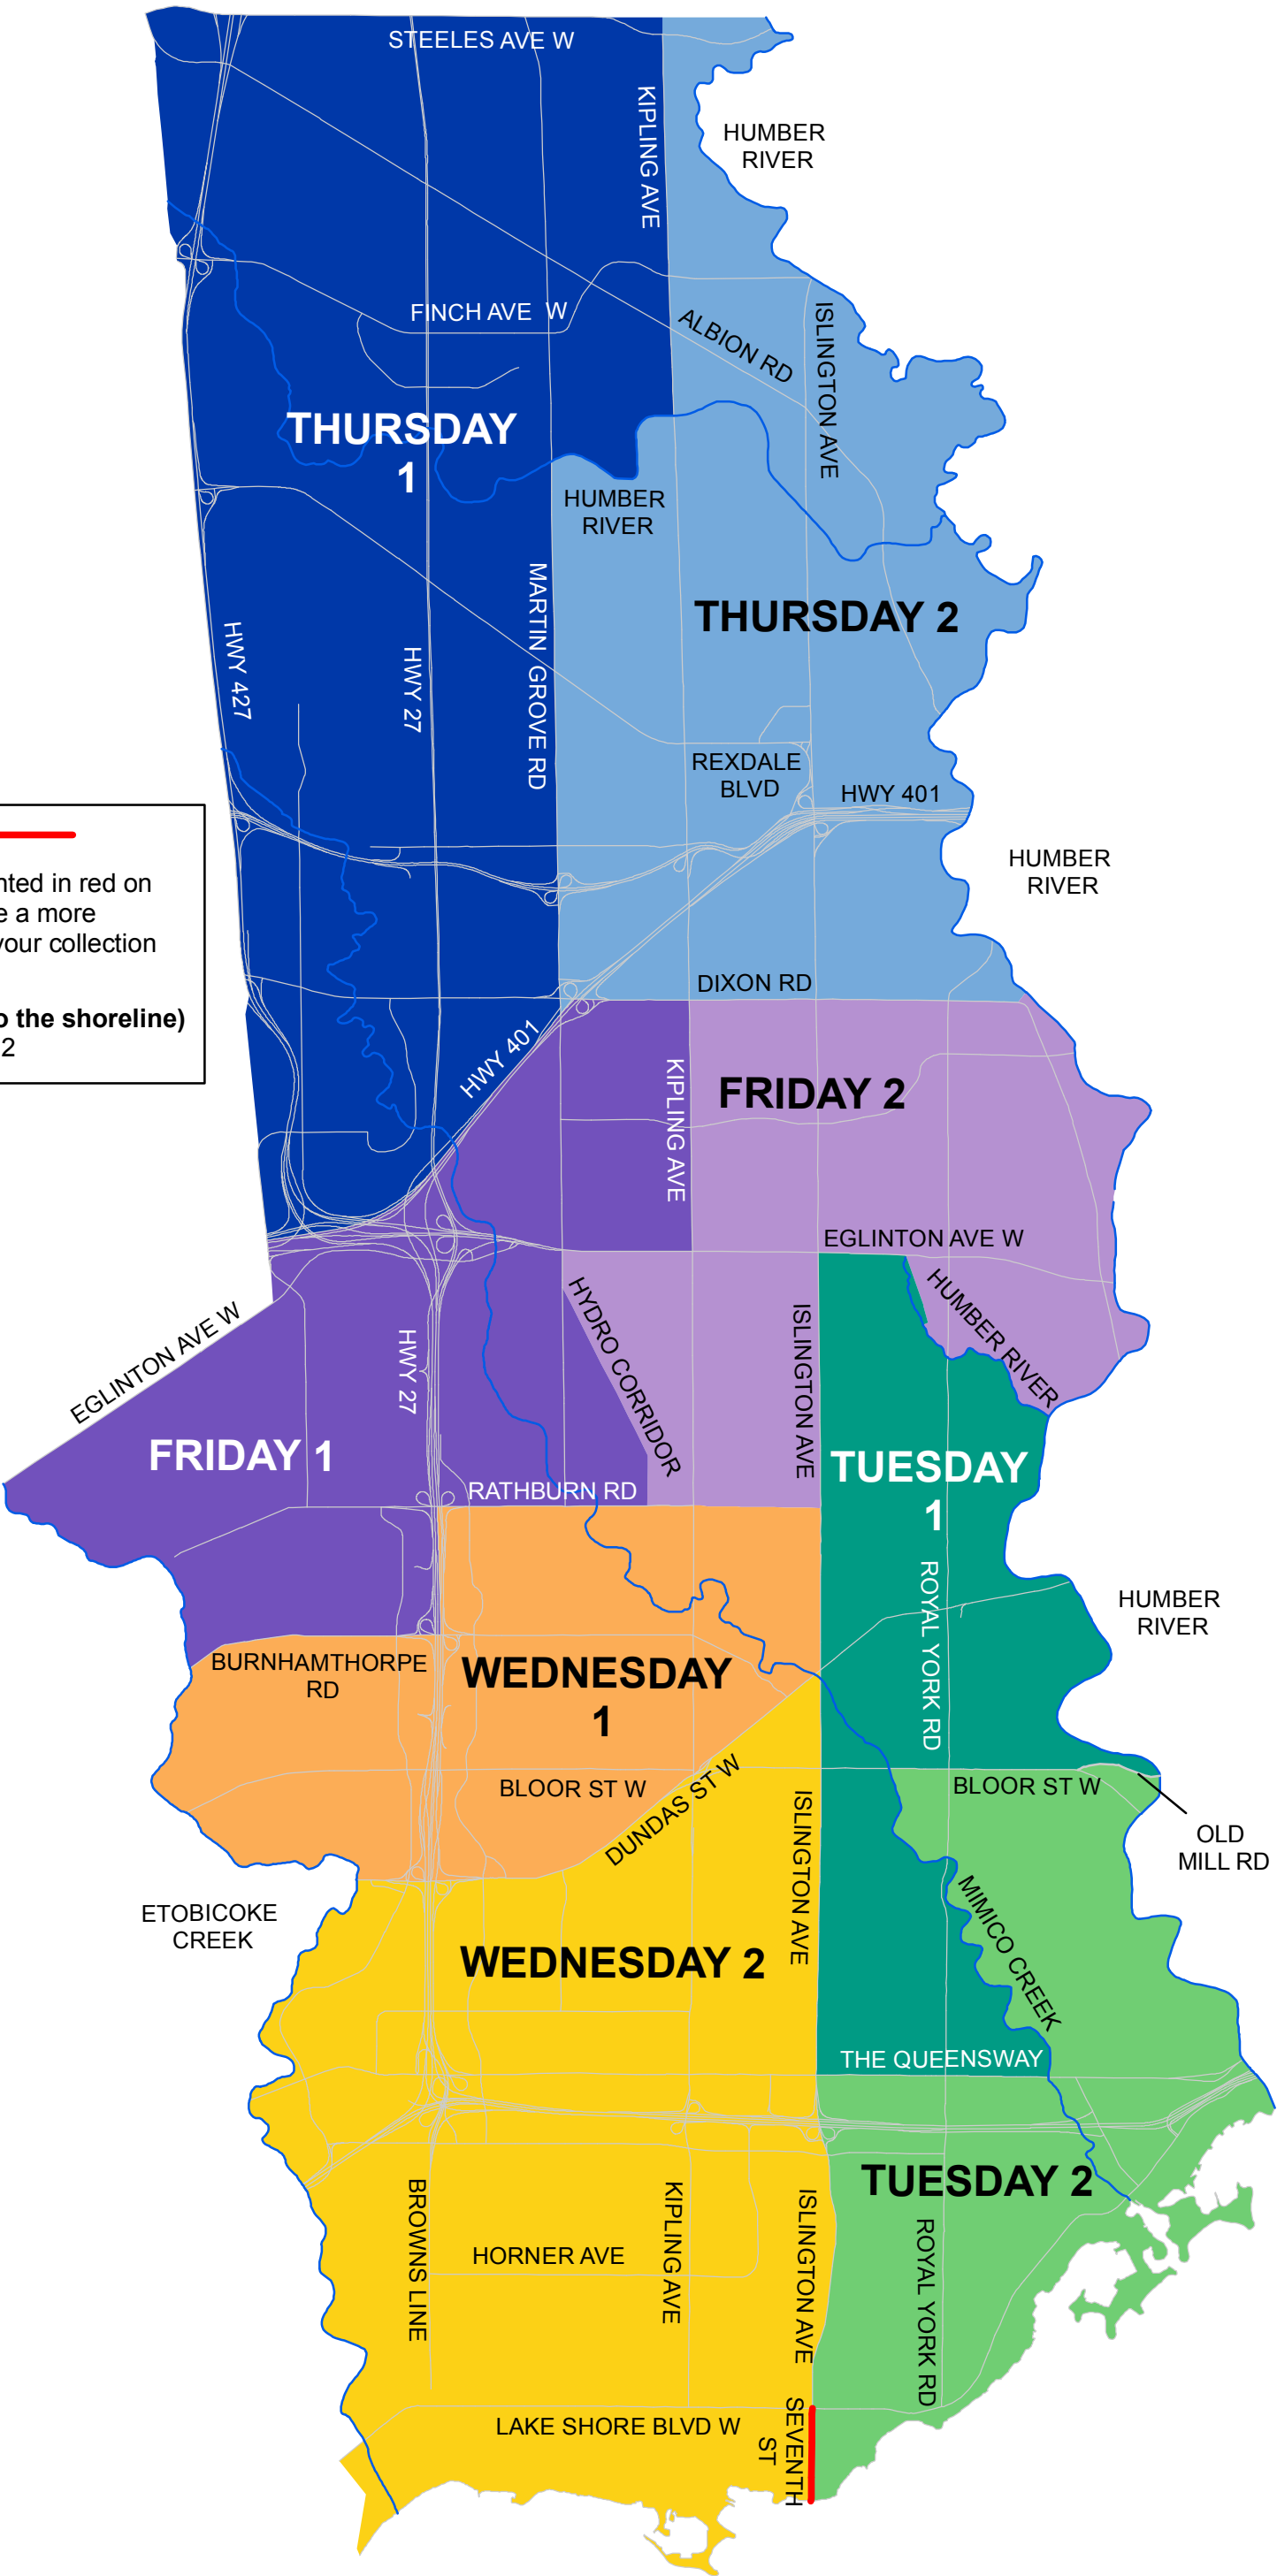 STEELES AVE W
KIPLING AVE
HUMBER
RIVER
FINCH AVE W
ALBION RD
ISLINGTON AVE
THURSDAY
1
HUMBER
RIVER
MARTIN GROVE RD
THURSDAY 2
HWY 427
HWY 27
REXDALE
BLVD
HWY 401
HUMBER
RIVER
nted in red on
e a more
your collection
o the shoreline)
2
DIXON RD
HWY 401
KIPLING AVE
FRIDAY 2
EGLINTON AVE W
HUMBER RIVER
HYDRO CORRIDOR
ISLINGTON AVE
EGLINTON AVE W
HWY 27
FRIDAY 1
TUESDAY
1
RATHBURN RD
ROYAL YORK RD
HUMBER
RIVER
BURNHAMTHORPE
RD
WEDNESDAY
1
BLOOR ST W
DUNDAS ST W
ISLINGTON AVE
BLOOR ST W
OLD
MILL RD
ETOBICOKE
CREEK
MIMICO CREEK
WEDNESDAY 2
THE QUEENSWAY
TUESDAY 2
BROWNS LINE
HORNER AVE
KIPLING AVE
ISLINGTON AVE
ROYAL YORK RD
LAKE SHORE BLVD W
SEVENTH
ST